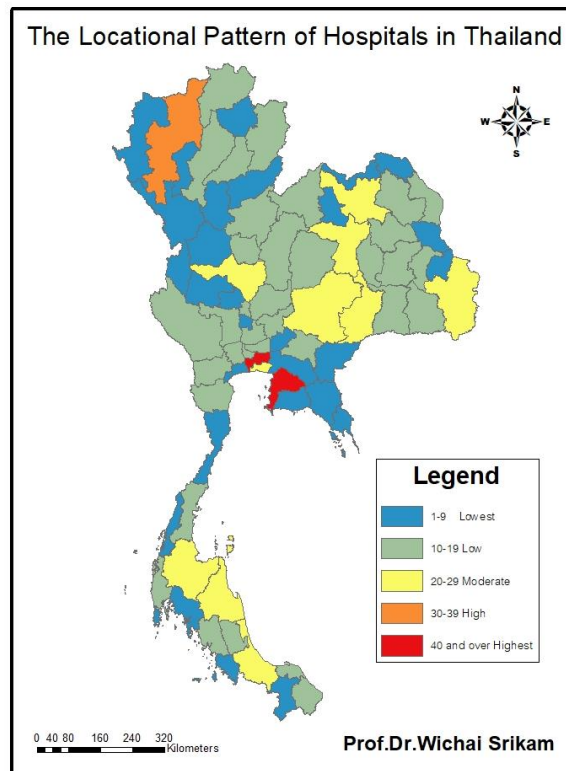 The Locational Pattern of Hospitals in Thailand
N
W E
S
Legend
1-9 Lowest
10-19 Low
20-29 Moderate
30-39 High
40 and over Highest
0 40 80 160 240 320
Kilometers
Prof.Dr.Wichai Srikam